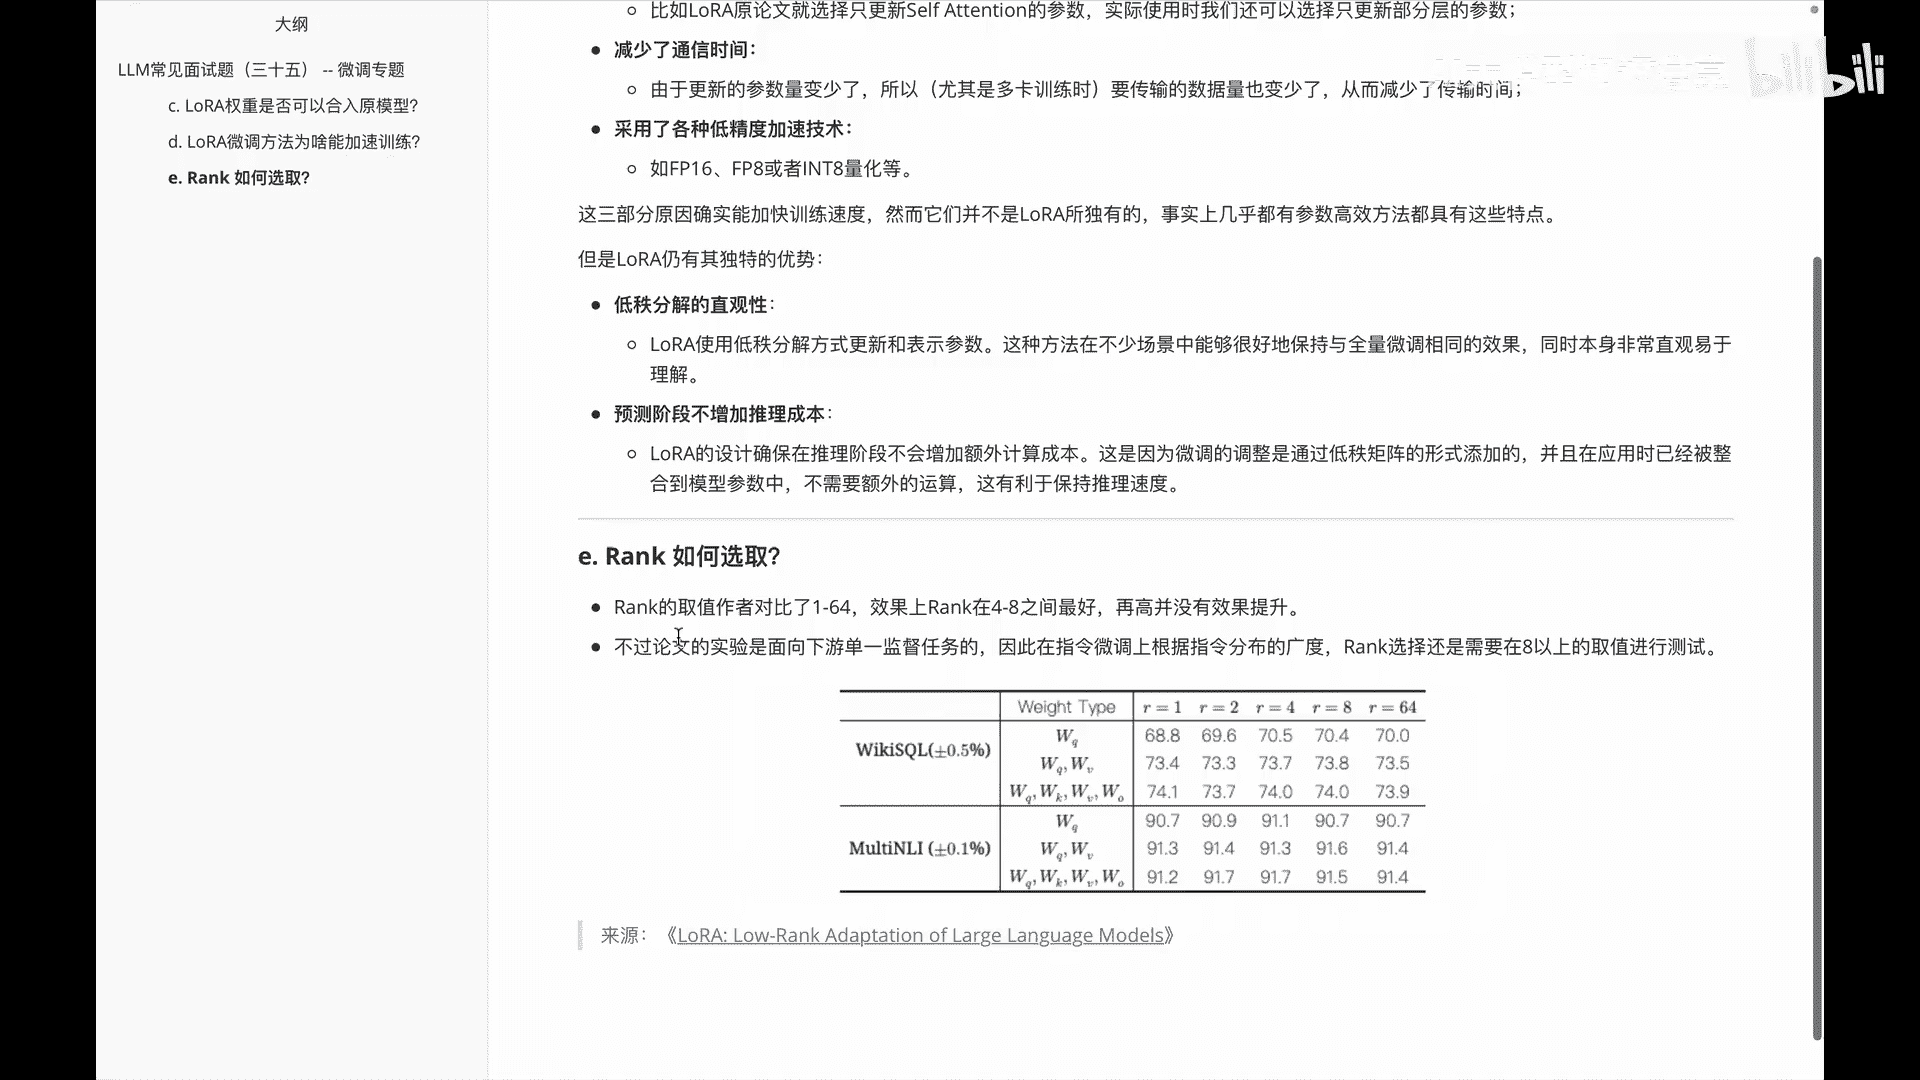 大纲
LLM常见面试题（三十五） -- 微调专题
c. LoRA权重是否可以合入原模型?
d. LoRA微调方法为啥能加速训练?
e. Rank 如何选取?
比如LoRA原论文就选择只更新Self Attention的参数，实际使用时我们还可以选择只更新部分层的参数；
减少了通信时间：
由于更新的参数量变少了，所以（尤其是多卡训练时）要传输的数据量也变少了，从而减少了传输时间；
采用了各种低精度加速技术：
如FP16、FP8或者INT8量化等。
这三部分原因确实能加快训练速度，然而它们并不是LoRA所独有的，事实上几乎都有参数高效方法都具有这些特点。
但是LoRA仍有其独特的优势：
低秩分解的直观性：
LoRA使用低秩分解方式更新和表示参数。这种方法在不少场景中能够很好地保持与全量微调相同的效果，同时本身非常直观易于
理解。
预测阶段不增加推理成本：
LoRA的设计确保在推理阶段不会增加额外计算成本。这是因为微调的调整是通过低秩矩阵的形式添加的，并且在应用时已经被整
合到模型参数中，不需要额外的运算，这有利于保持推理速度。
e. Rank 如何选取?
Rank的取值作者对比了1-64，效果上Rank在4-8之间最好，再高并没有效果提升。
不过论文的实验是面向下游单一监督任务的，因此在指令微调上根据指令分布的广度，Rank选择还是需要在8以上的取值进行测试。
Weight Type r = 1 r = 2 r = 4 r = 8 r = 64
WikiSQL(±0.5%)
W_q 68.8 69.6 70.5 70.4 70.0
W_q, W_v 73.4 73.3 73.7 73.8 73.5
W_q, W_k, W_v, W_o 74.1 73.7 74.0 74.0 73.9
MultiNLI (±0.1%)
W_q 90.7 90.9 91.1 90.7 90.7
W_q, W_v 91.3 91.4 91.3 91.6 91.4
W_q, W_k, W_v, W_o 91.2 91.7 91.7 91.5 91.4
来源：《LoRA: Low-Rank Adaptation of Large Language Models》
bilibili